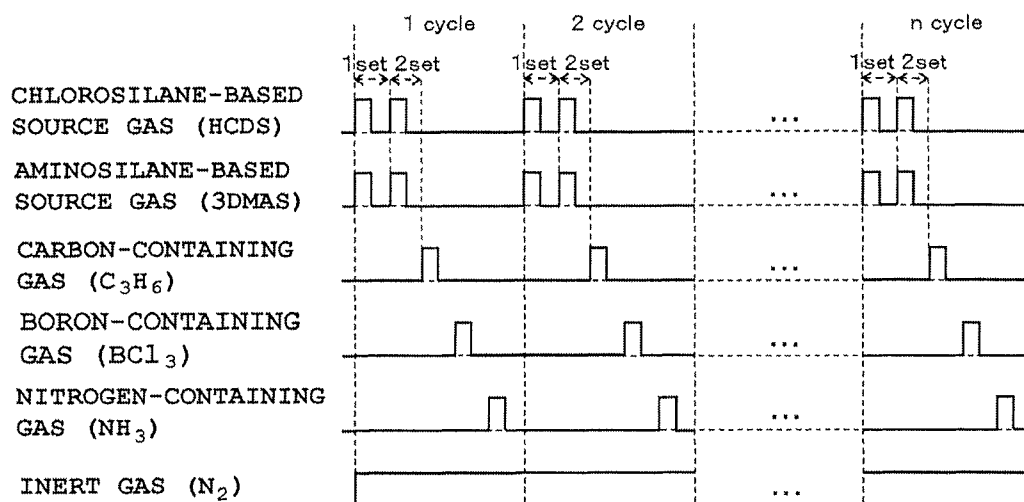 1 cycle 2 cycle n cycle
1set 2set 1set 2set 1set 2set
CHLOROSILANE-BASED
SOURCE GAS (HCDS)
...
AMINOSILANE-BASED
SOURCE GAS (3DMAS)
...
CARBON-CONTAINING
GAS (C₃H₆)
...
BORON-CONTAINING
GAS (BCl₃)
...
NITROGEN-CONTAINING
GAS (NH₃)
...
INERT GAS (N₂)
...